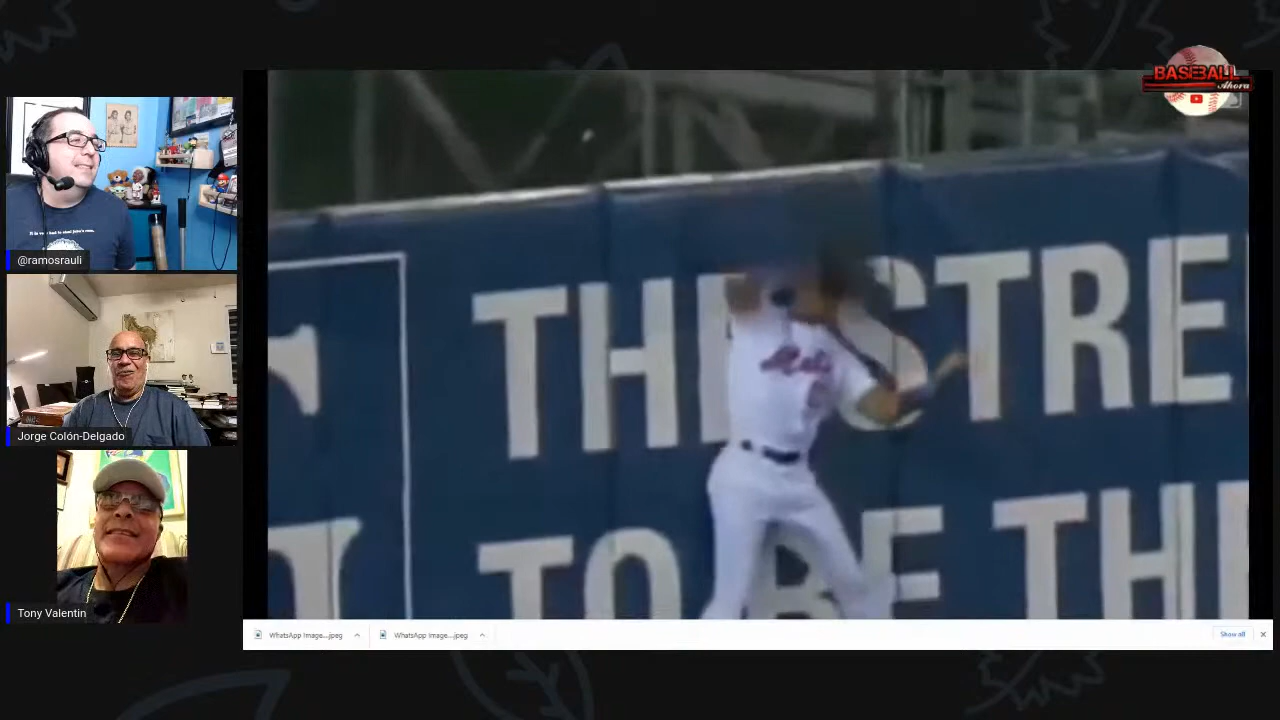 BASEBALL
Ahora
@ramosrauli
Jorge Colón-Delgado
Tony Valentin
THE STRE
TO BE THE
Mets
WhatsApp Image....jpeg
WhatsApp Image....jpeg
Show all